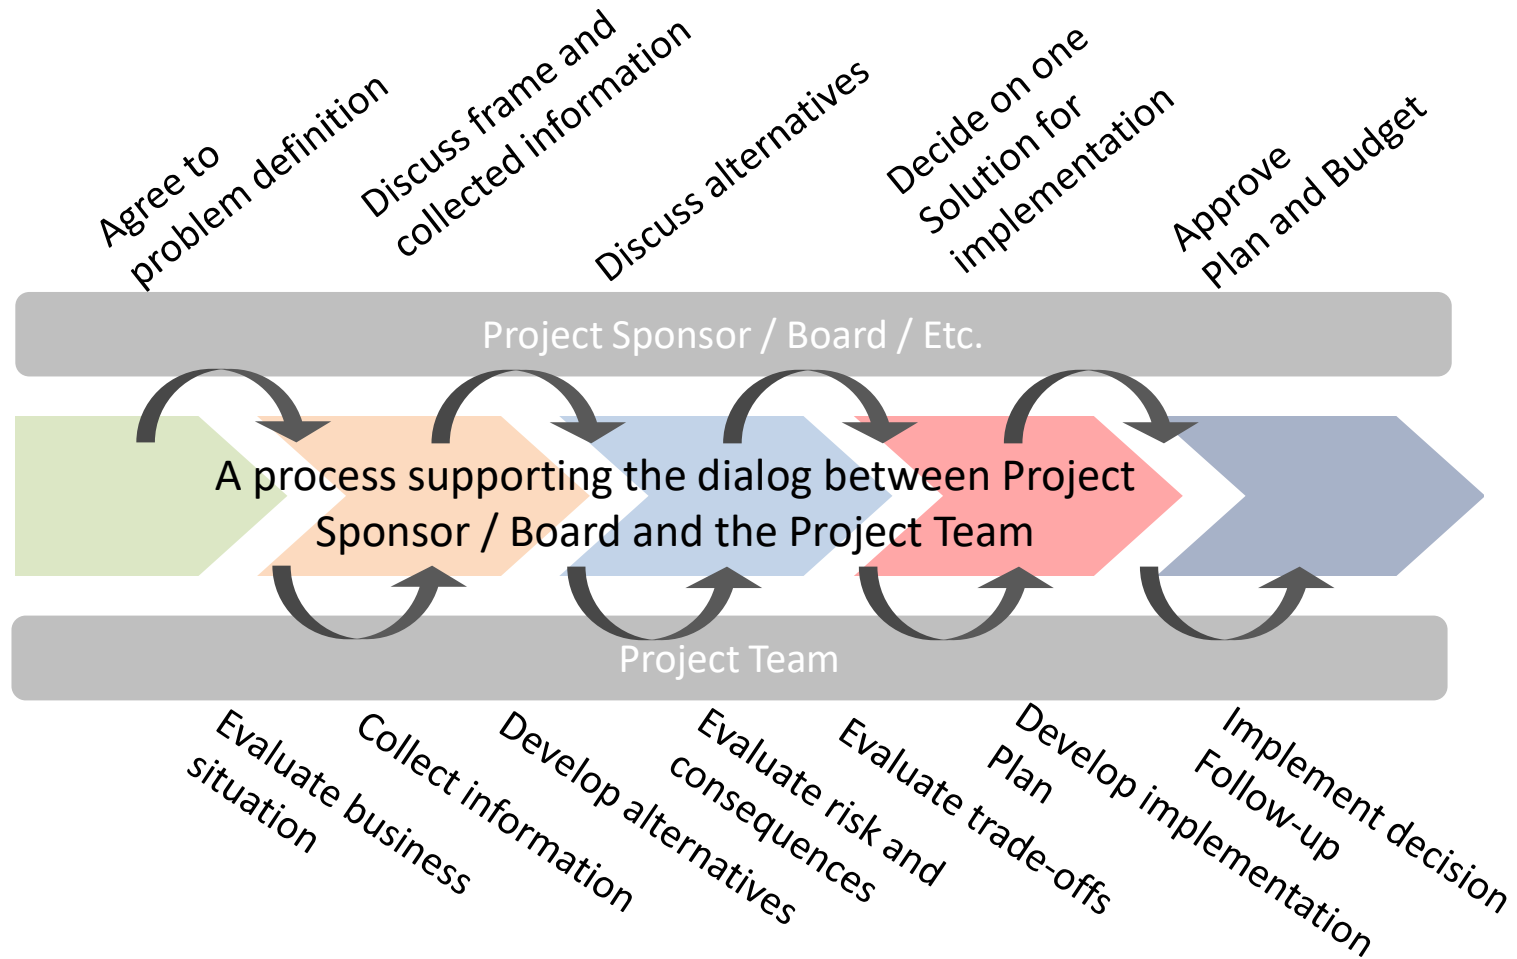 Agree to
problem definition
Discuss frame and
collected information
Discuss alternatives
Decide on one
Solution for
implementation
Approve
Plan and Budget
Project Sponsor / Board / Etc.
A process supporting the dialog between Project
Sponsor / Board and the Project Team
Project Team
Evaluate business
situation
Collect information
Develop alternatives
Evaluate risk and
consequences
Evaluate trade-offs
Develop implementation
Plan
Implement decision
Follow-up